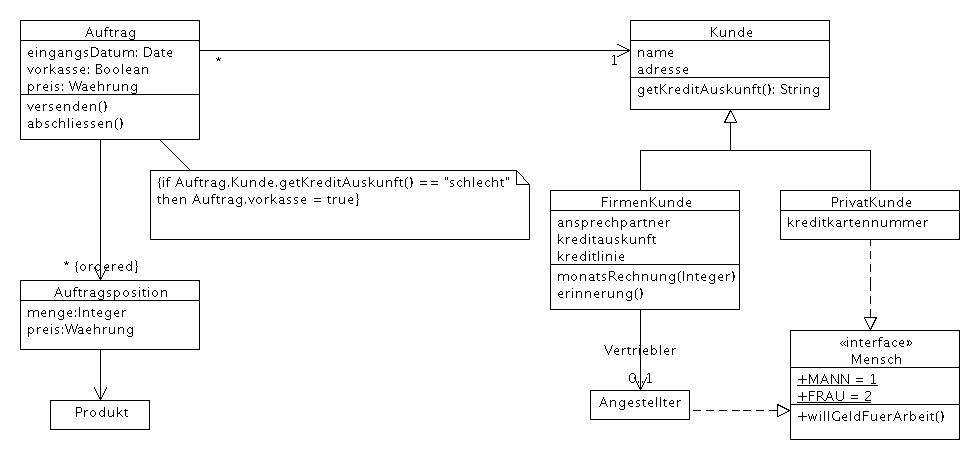 Auftrag
eingangsDatum: Date
vorkasse: Boolean
preis: Waehrung
versenden()
abschliessen()
*
1
Kunde
name
adresse
getKreditAuskunft(): String
{if Auftrag.Kunde.getKreditAuskunft() == "schlecht"
then Auftrag.vorkasse = true}
FirmenKunde
ansprechpartner
kreditauskunft
kreditlinie
monatsRechnung(Integer)
erinnerung()
PrivatKunde
kreditkartennummer
* {ordered}
Auftragsposition
menge:Integer
preis:Waehrung
Produkt
Vertriebler
0..1
Angestellter
«interface»
Mensch
+MANN = 1
+FRAU = 2
+willGeldFuerArbeit()